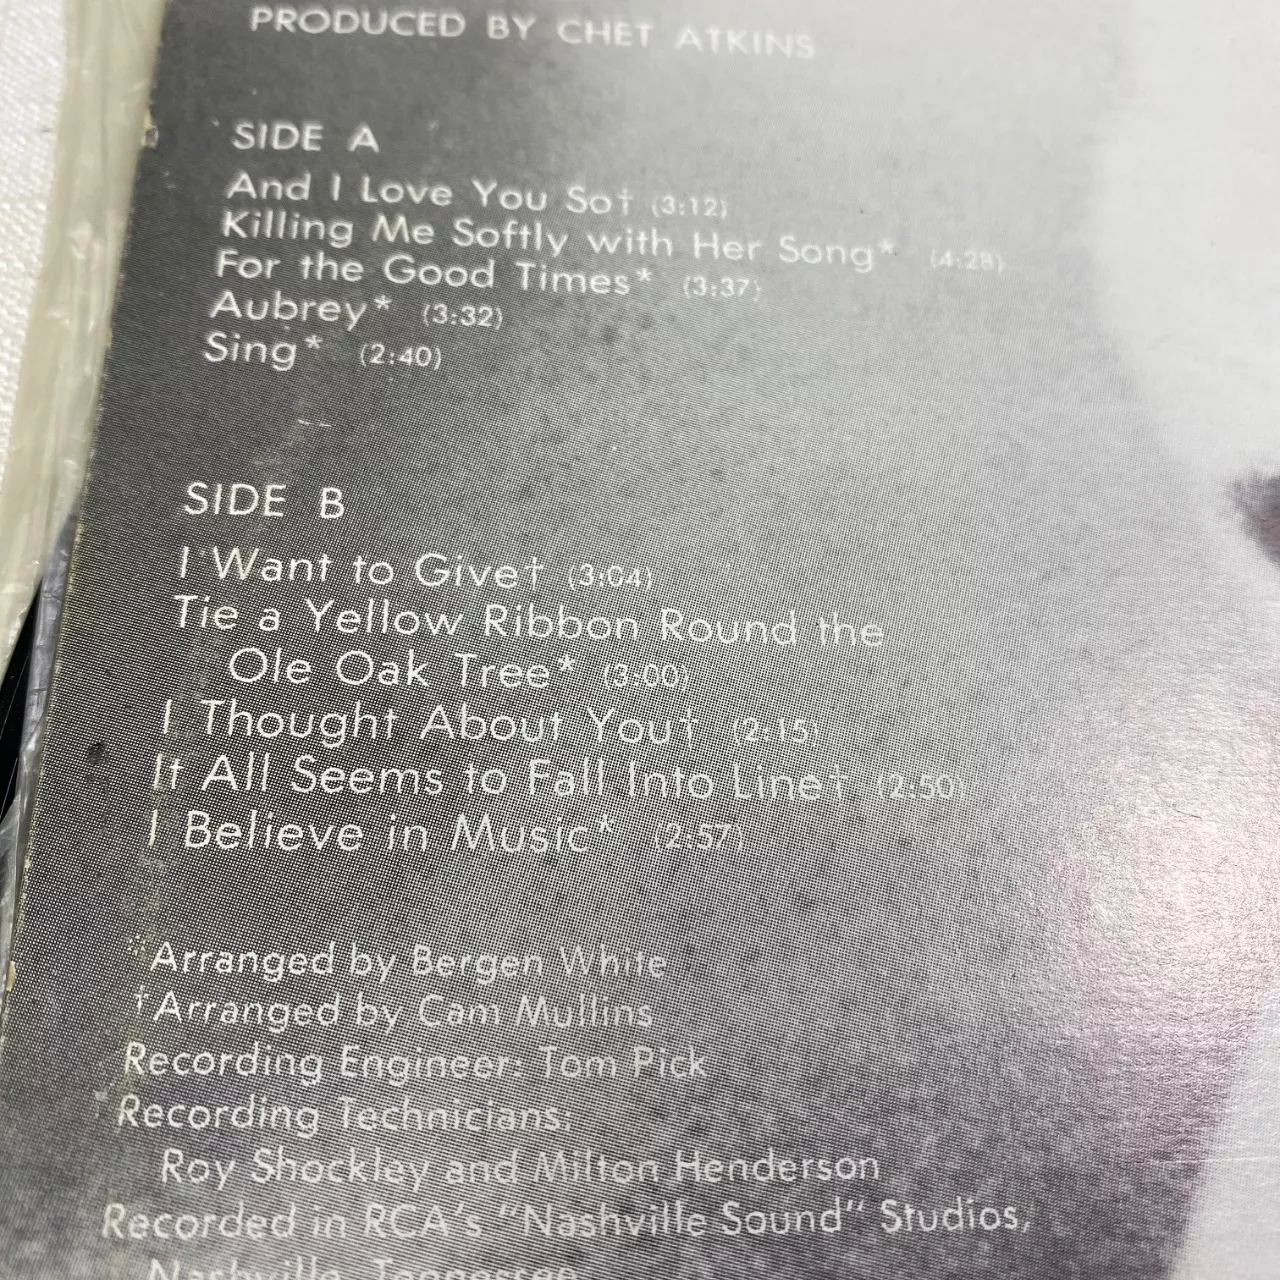 PRODUCED BY CHET ATKINS
SIDE A
And I Love You So† (3:12)
Killing Me Softly with Her Song* (4:28)
For the Good Times* (3:37)
Aubrey* (3:32)
Sing* (2:40)
SIDE B
I Want to Give† (3:04)
Tie a Yellow Ribbon Round the
Ole Oak Tree* (3:00)
I Thought About You† (2:15)
It All Seems to Fall Into Line† (2:50)
I Believe in Music* (2:57)
*Arranged by Bergen White
†Arranged by Cam Mullins
Recording Engineer: Tom Pick
Recording Technicians:
Roy Shockley and Milton Henderson
Recorded in RCA's "Nashville Sound" Studios,
Nashville, Tennessee